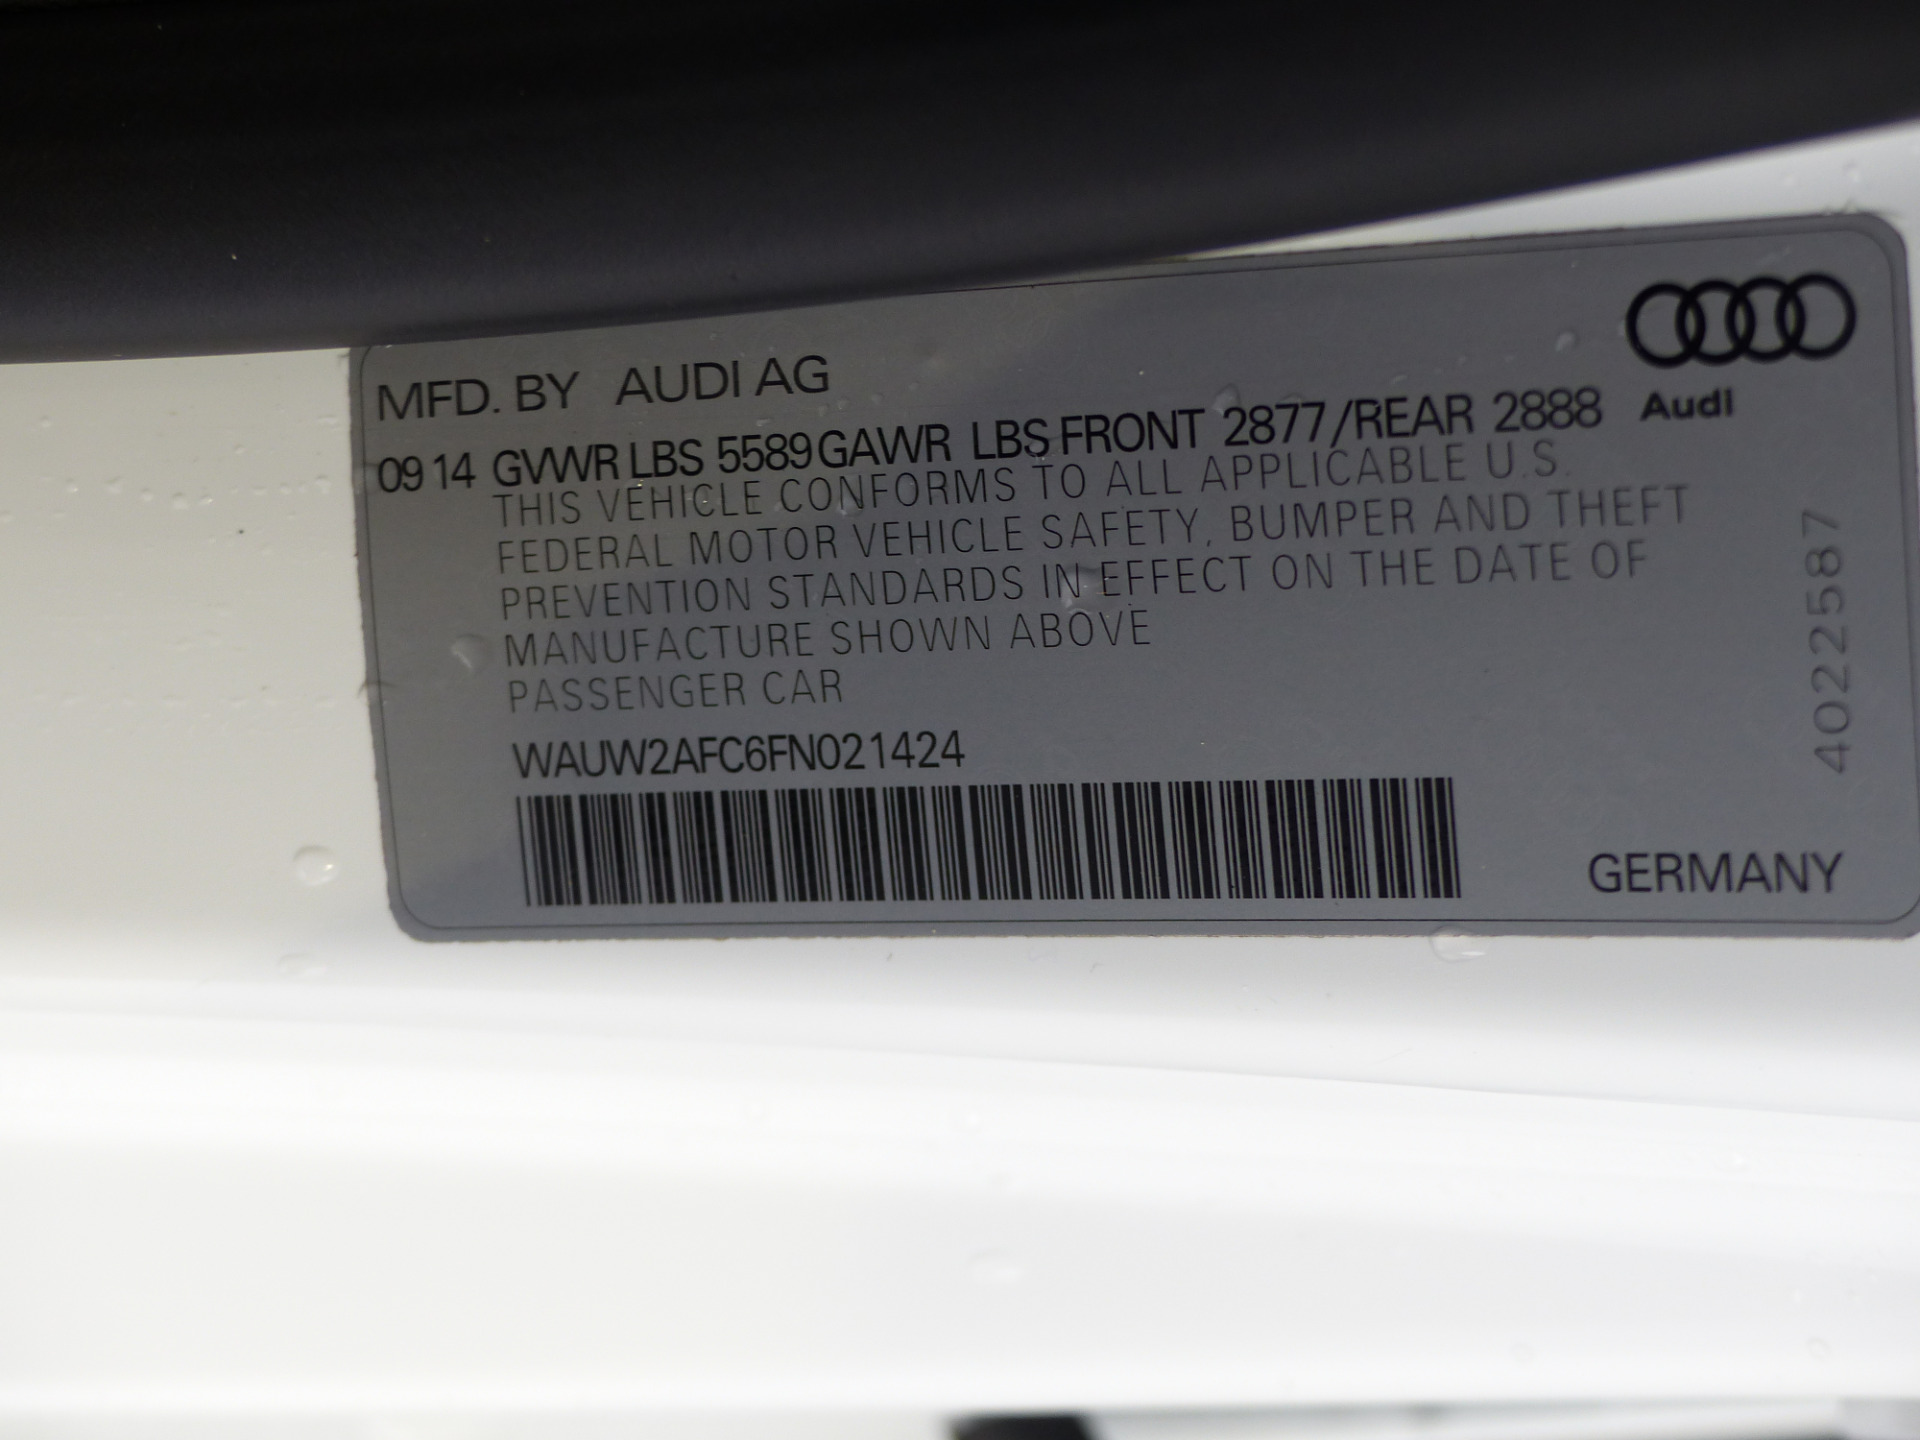 MFD. BY AUDI AG
09 14 GVWR LBS 5589 GAWR LBS FRONT 2877/REAR 2888
Audi
THIS VEHICLE CONFORMS TO ALL APPLICABLE U.S.
FEDERAL MOTOR VEHICLE SAFETY, BUMPER AND THEFT
PREVENTION STANDARDS IN EFFECT ON THE DATE OF
MANUFACTURE SHOWN ABOVE
PASSENGER CAR
WAUW2AFC6FN021424
GERMANY
4022587